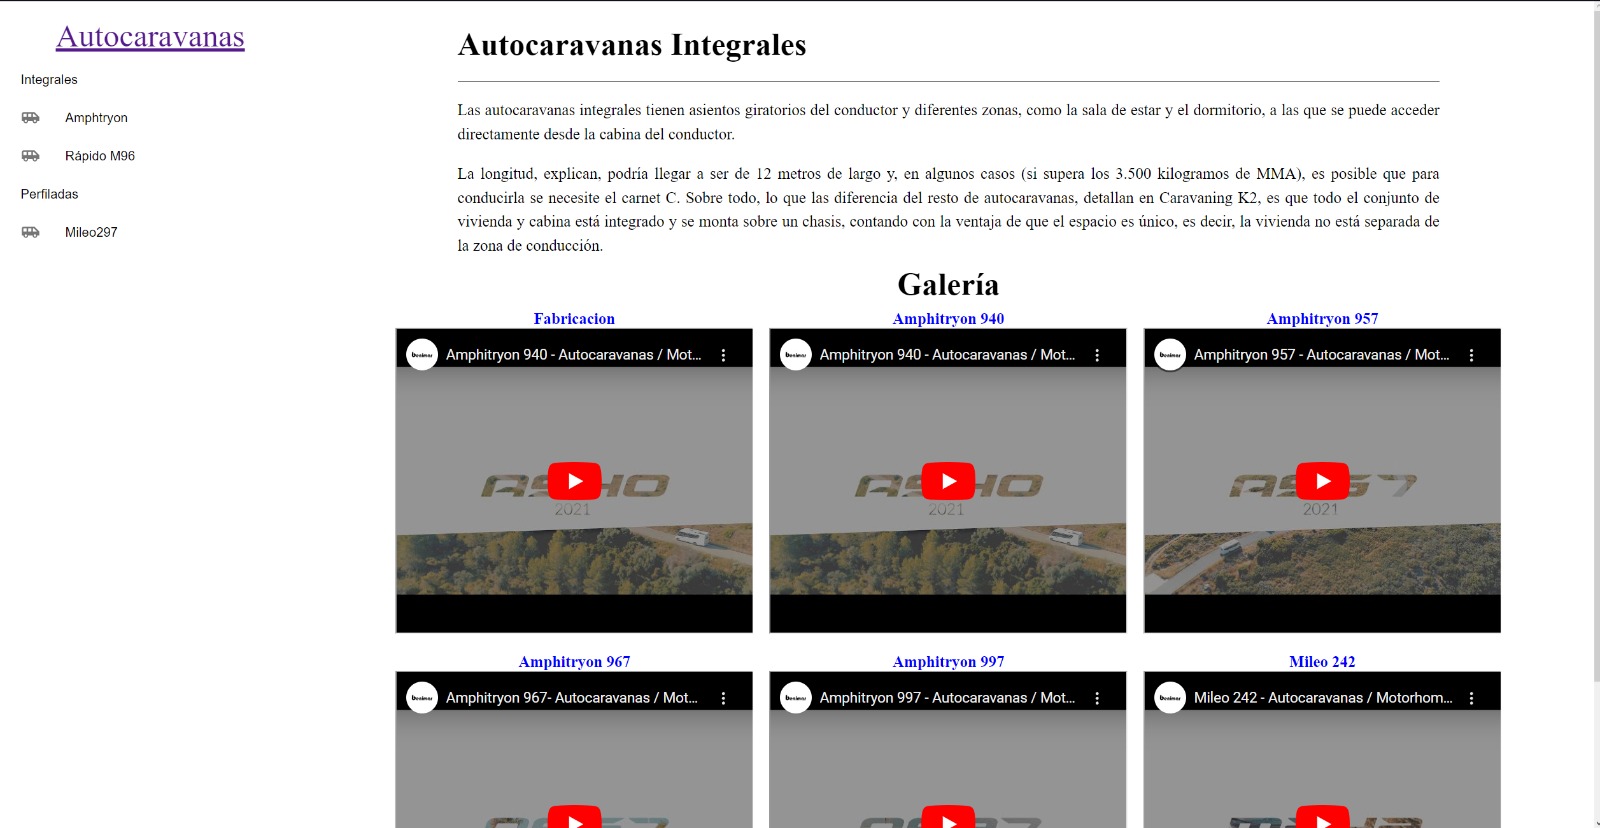 Autocaravanas
Integrales
Amphtryon
Rápido M96
Perfiladas
Mileo297
Autocaravanas Integrales
Las autocaravanas integrales tienen asientos giratorios del conductor y diferentes zonas, como la sala de estar y el dormitorio, a las que se puede acceder
directamente desde la cabina del conductor.
La longitud, explican, podría llegar a ser de 12 metros de largo y, en algunos casos (si supera los 3.500 kilogramos de MMA), es posible que para
conducirla se necesite el carnet C. Sobre todo, lo que las diferencia del resto de autocaravanas, detallan en Caravaning K2, es que todo el conjunto de
vivienda y cabina está integrado y se monta sobre un chasis, contando con la ventaja de que el espacio es único, es decir, la vivienda no está separada de
la zona de conducción.
Galería
Fabricacion
Amphitryon 940
Amphitryon 957
benimar
Amphitryon 940 - Autocaravanas / Mot...
benimar
Amphitryon 940 - Autocaravanas / Mot...
benimar
Amphitryon 957 - Autocaravanas / Mot...
2021
2021
2021
Amphitryon 967
Amphitryon 997
Mileo 242
benimar
Amphitryon 967- Autocaravanas / Mot...
benimar
Amphitryon 997 - Autocaravanas / Mot...
benimar
Mileo 242 - Autocaravanas / Motorhom...